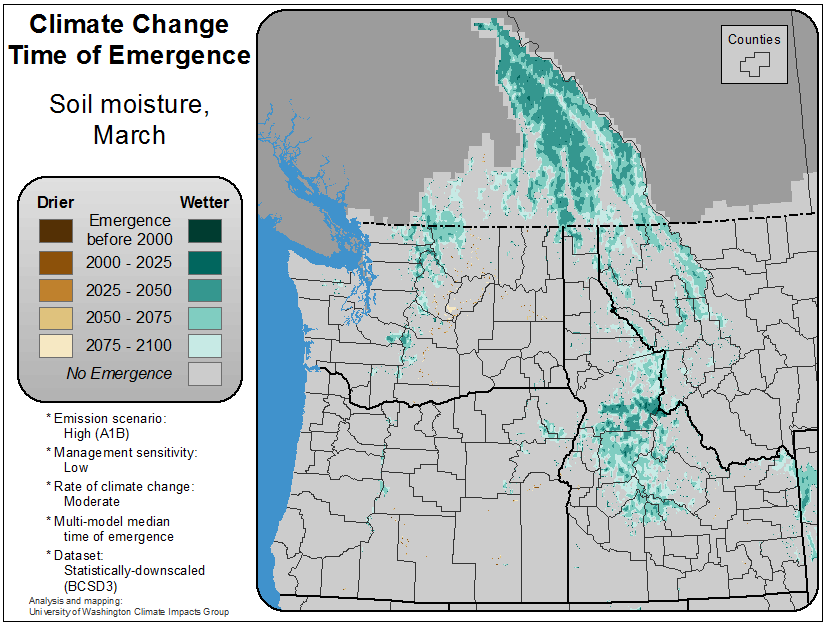 Climate Change
Time of Emergence
Soil moisture,
March
Drier
Wetter
Emergence
before 2000
2000 - 2025
2025 - 2050
2050 - 2075
2075 - 2100
No Emergence
* Emission scenario:
High (A1B)
* Management sensitivity:
Low
* Rate of climate change:
Moderate
* Multi-model median
time of emergence
* Dataset:
Statistically-downscaled
(BCSD3)
Analysis and mapping:
University of Washington Climate Impacts Group
Counties